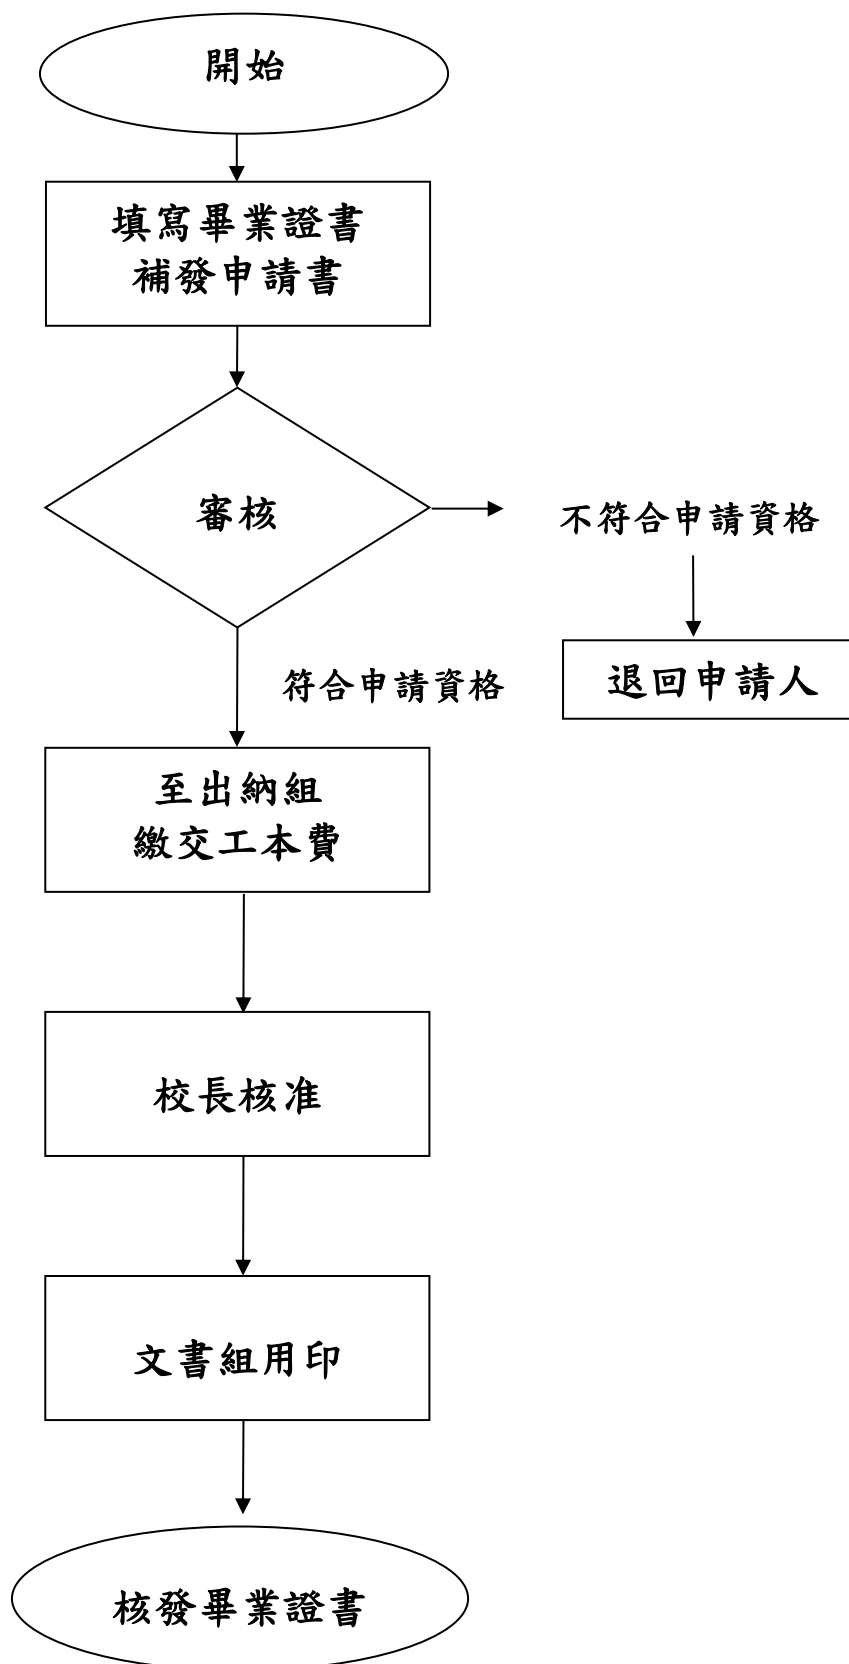 開始
填寫畢業證書
補發申請書
審核
不符合申請資格
符合申請資格
退回申請人
至出納組
繳交工本費
校長核准
文書組用印
核發畢業證書